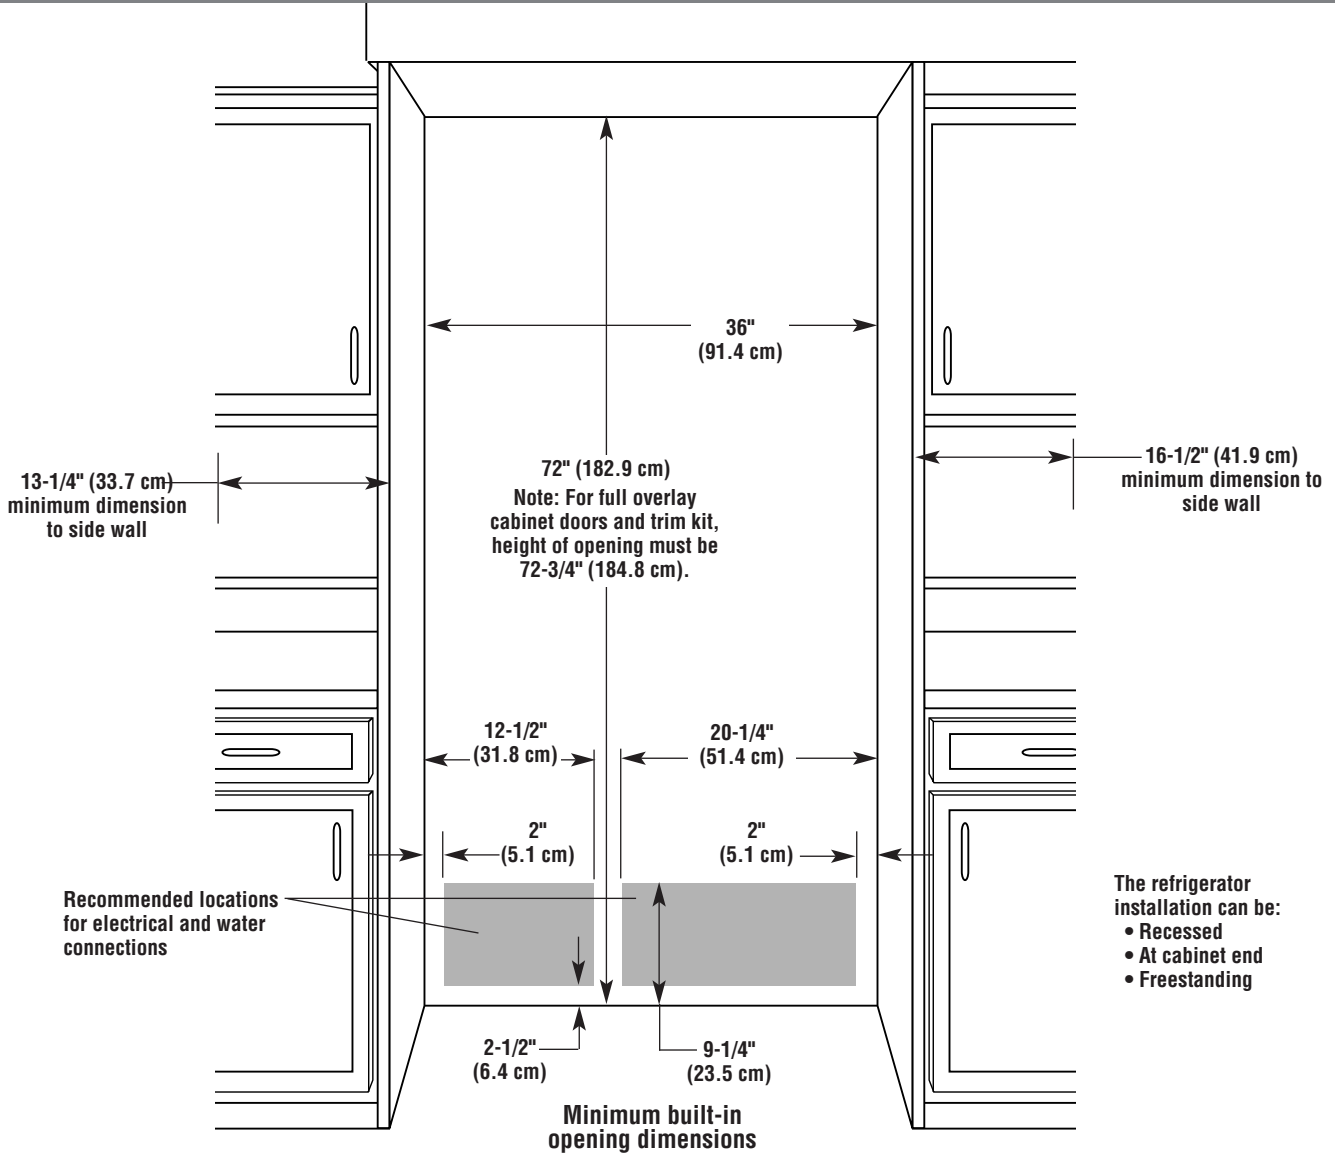 36"
(91.4 cm)
13-1/4" (33.7 cm)
minimum dimension
to side wall
72" (182.9 cm)
Note: For full overlay
cabinet doors and trim kit,
height of opening must be
72-3/4" (184.8 cm).
16-1/2" (41.9 cm)
minimum dimension to
side wall
12-1/2"
(31.8 cm)
20-1/4"
(51.4 cm)
2"
(5.1 cm)
2"
(5.1 cm)
Recommended locations
for electrical and water
connections
The refrigerator
installation can be:
• Recessed
• At cabinet end
• Freestanding
2-1/2"
(6.4 cm)
9-1/4"
(23.5 cm)
Minimum built-in
opening dimensions